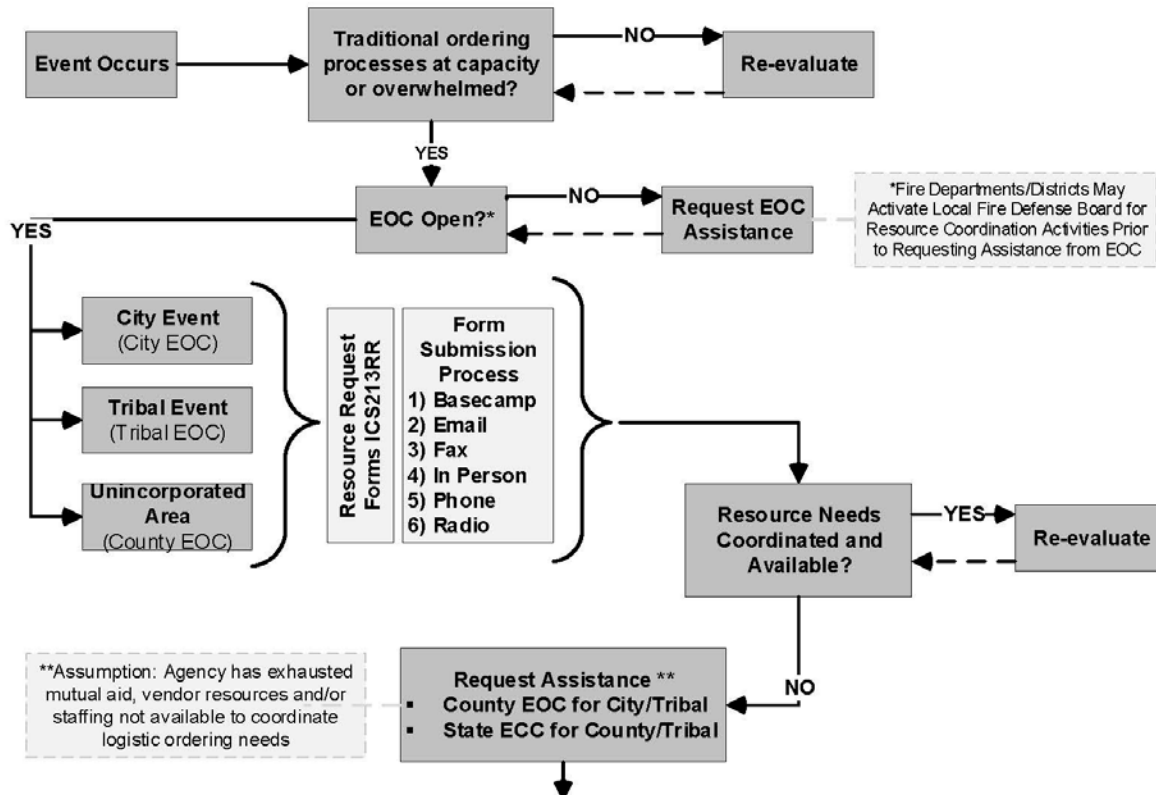 Event Occurs
Traditional ordering
processes at capacity
or overwhelmed?
NO
Re-evaluate
YES
EOC Open?*
NO
Request EOC
Assistance
*Fire Departments/Districts May
Activate Local Fire Defense Board for
Resource Coordination Activities Prior
to Requesting Assistance from EOC
YES
City Event
(City EOC)
Tribal Event
(Tribal EOC)
Unincorporated
Area
(County EOC)
Resource Request
Forms ICS213RR
Form
Submission
Process
1) Basecamp
2) Email
3) Fax
4) In Person
5) Phone
6) Radio
Resource Needs
Coordinated and
Available?
YES
Re-evaluate
NO
**Assumption: Agency has exhausted
mutual aid, vendor resources and/or
staffing not available to coordinate
logistic ordering needs
Request Assistance **
▪ County EOC for City/Tribal
▪ State ECC for County/Tribal